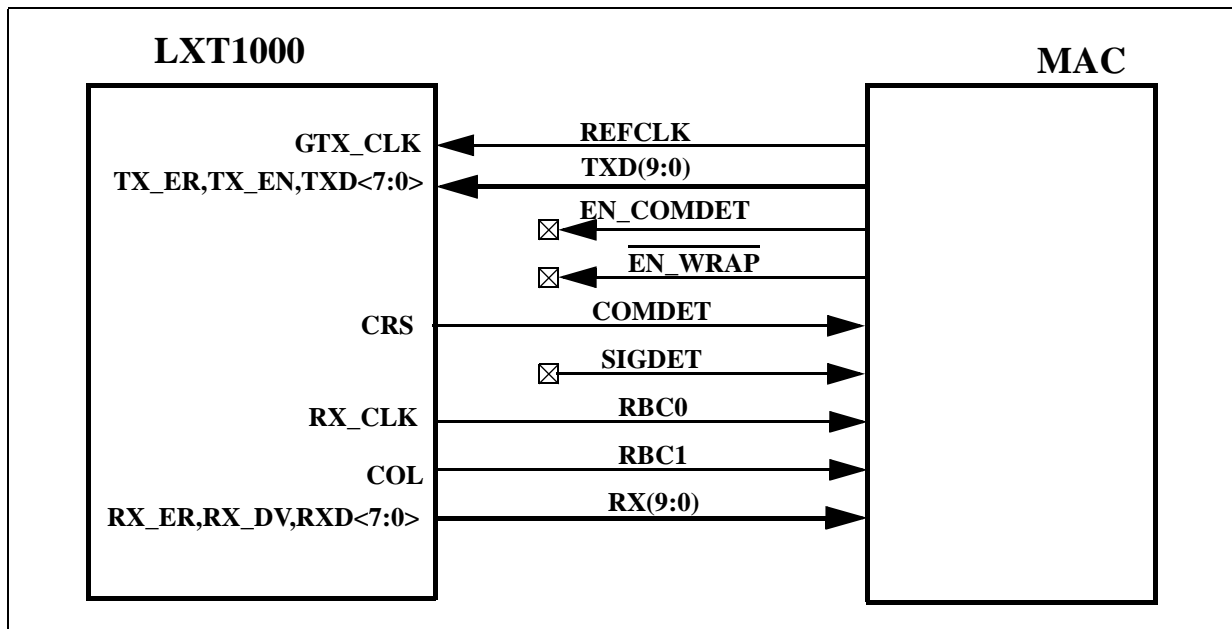 LXT1000
MAC
GTX_CLK
REFCLK
TX_ER,TX_EN,TXD<7:0>
TXD(9:0)
EN_COMDET
EN_WRAP
CRS
COMDET
SIGDET
RX_CLK
RBC0
COL
RBC1
RX_ER,RX_DV,RXD<7:0>
RX(9:0)